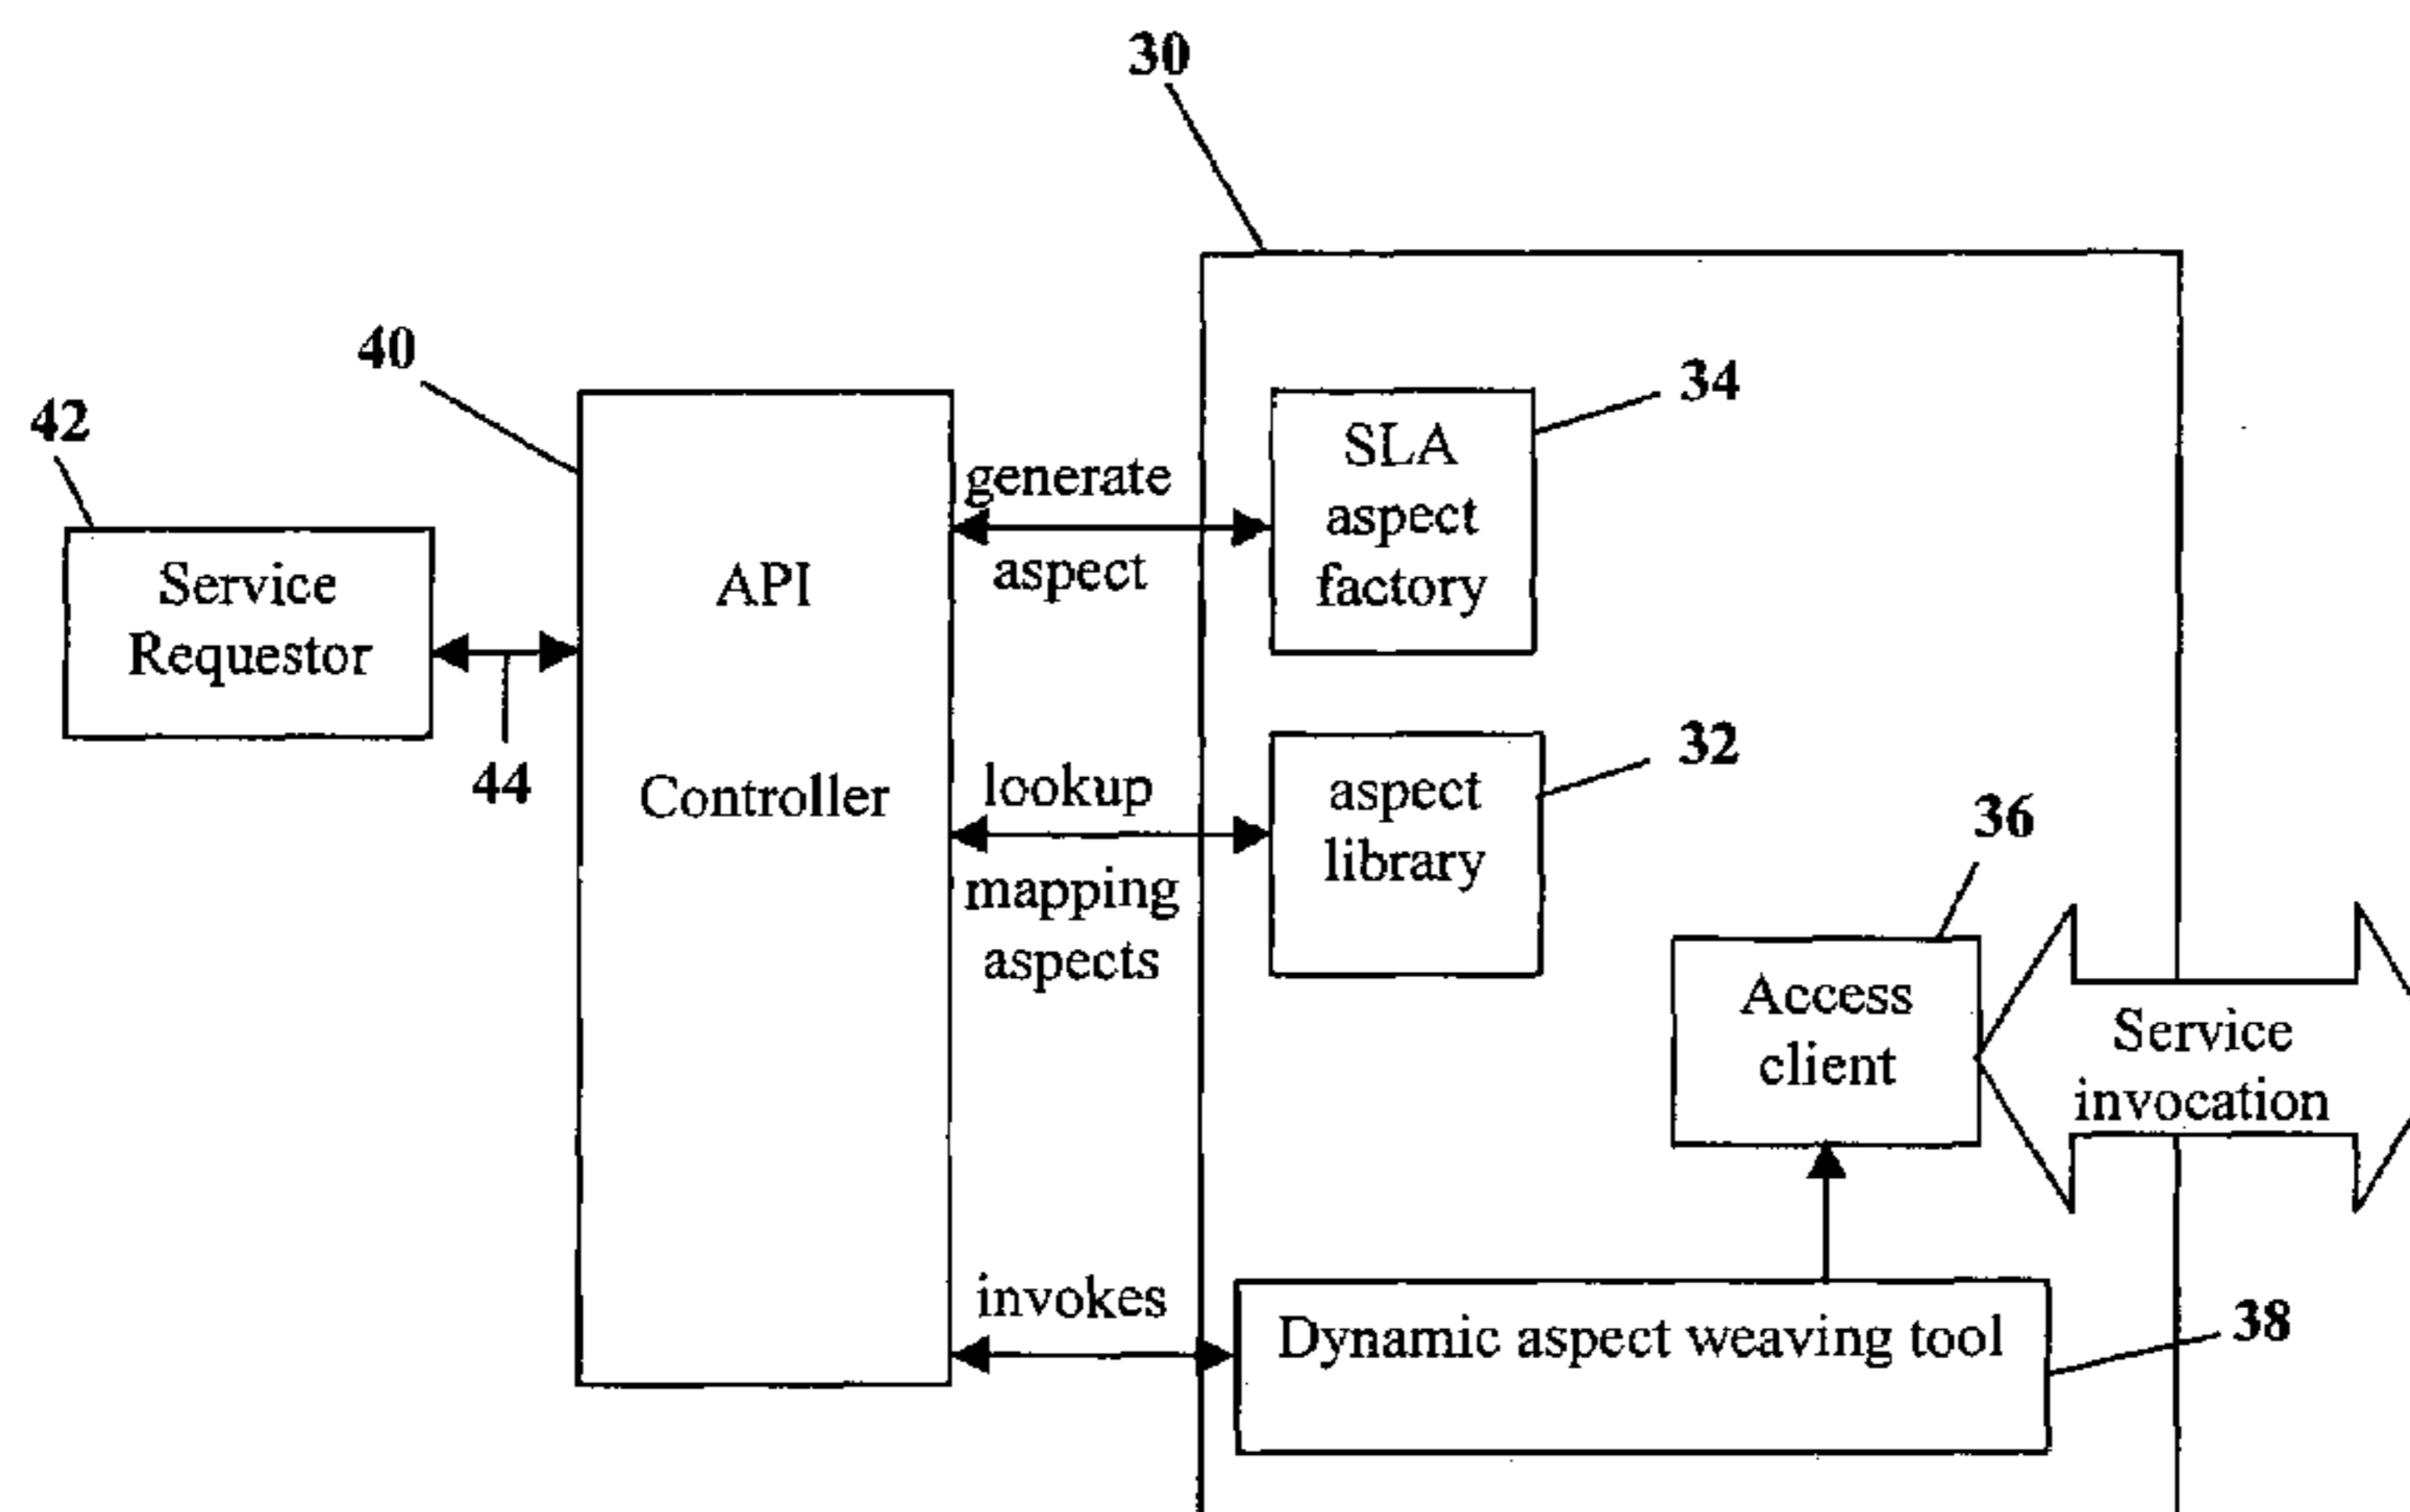 30
40
42
34
SLA
aspect
factory
generate
aspect
API
Controller
Service
Requestor
44
32
aspect
library
lookup
mapping
aspects
36
Access
client
Service
invocation
invokes
Dynamic aspect weaving tool
38